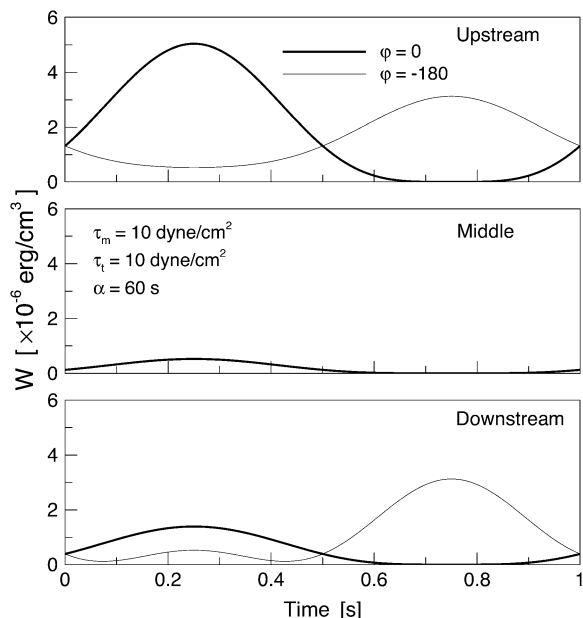 6
Upstream
φ = 0
φ = -180
4
2
0
6
τm = 10 dyne/cm²
Middle
τt = 10 dyne/cm²
α = 60 s
4
2
0
W [ ×10⁻⁶ erg/cm³ ]
6
Downstream
4
2
0
0 0.2 0.4 0.6 0.8 1
Time [s]